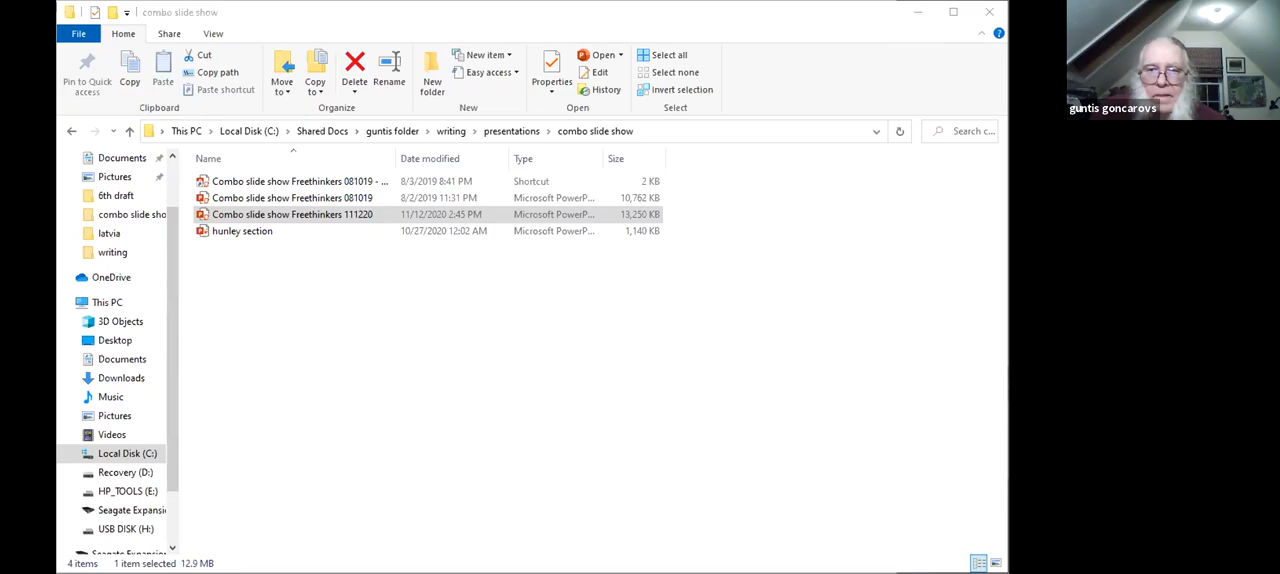 combo slide show
File Home Share View
Cut
Copy path
Paste shortcut
Pin to Quick access
Copy
Paste
Move to
Copy to
Delete
Rename
New folder
New item
Easy access
Properties
Open
Edit
History
Select all
Select none
Invert selection
Clipboard Organize New Open Select
guntis goncarovs
This PC > Local Disk (C:) > Shared Docs > guntis folder > writing > presentations > combo slide show
Search c...
Name Date modified Type Size
Combo slide show Freethinkers 081019 - ... 8/3/2019 8:41 PM Shortcut 2 KB
Combo slide show Freethinkers 081019 8/2/2019 11:31 PM Microsoft PowerP... 10,762 KB
Combo slide show Freethinkers 111220 11/12/2020 2:45 PM Microsoft PowerP... 13,250 KB
hunley section 10/27/2020 12:02 AM Microsoft PowerP... 1,140 KB
Documents
Pictures
6th draft
combo slide sho
latvia
writing
OneDrive
This PC
3D Objects
Desktop
Documents
Downloads
Music
Pictures
Videos
Local Disk (C:)
Recovery (D:)
HP_TOOLS (E:)
Seagate Expansi
USB DISK (H:)
Seagate Expansi
4 items 1 item selected 12.9 MB